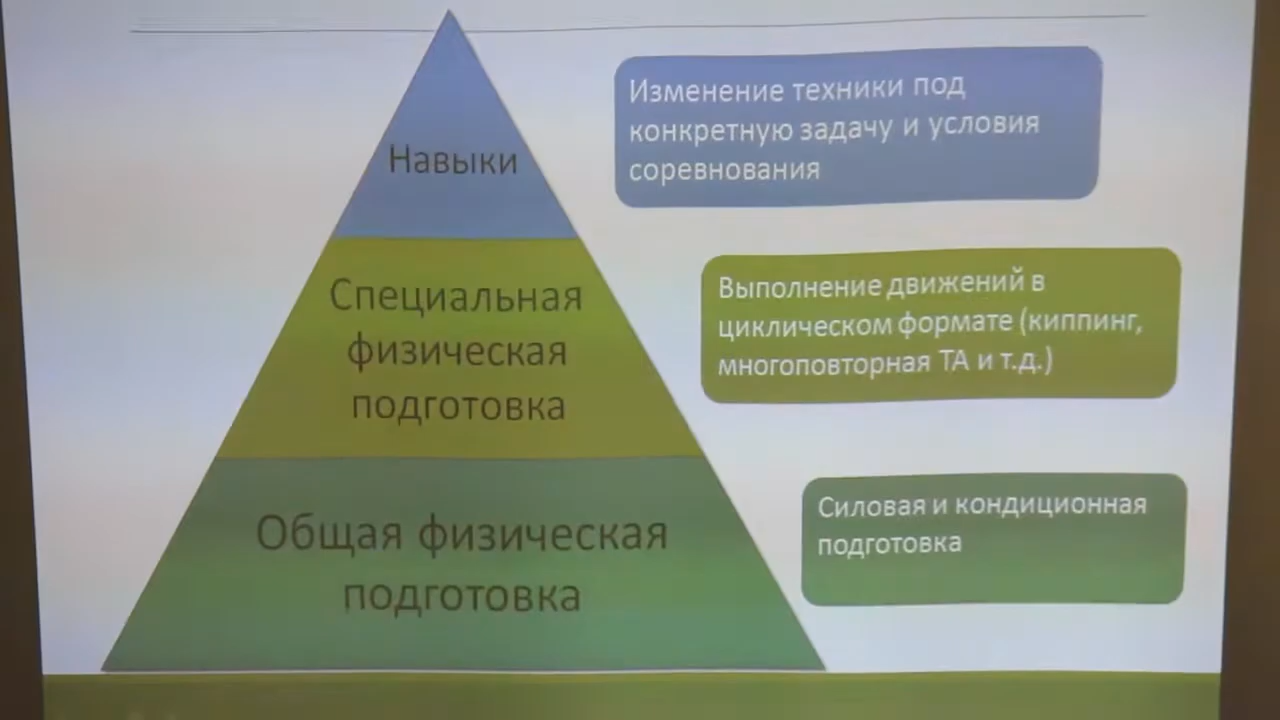 Навыки
Изменение техники под
конкретную задачу и условия
соревнования
Специальная
физическая
подготовка
Выполнение движений в
циклическом формате (киппинг,
многоповторная ТА и т.д.)
Общая физическая
подготовка
Силовая и кондиционная
подготовка